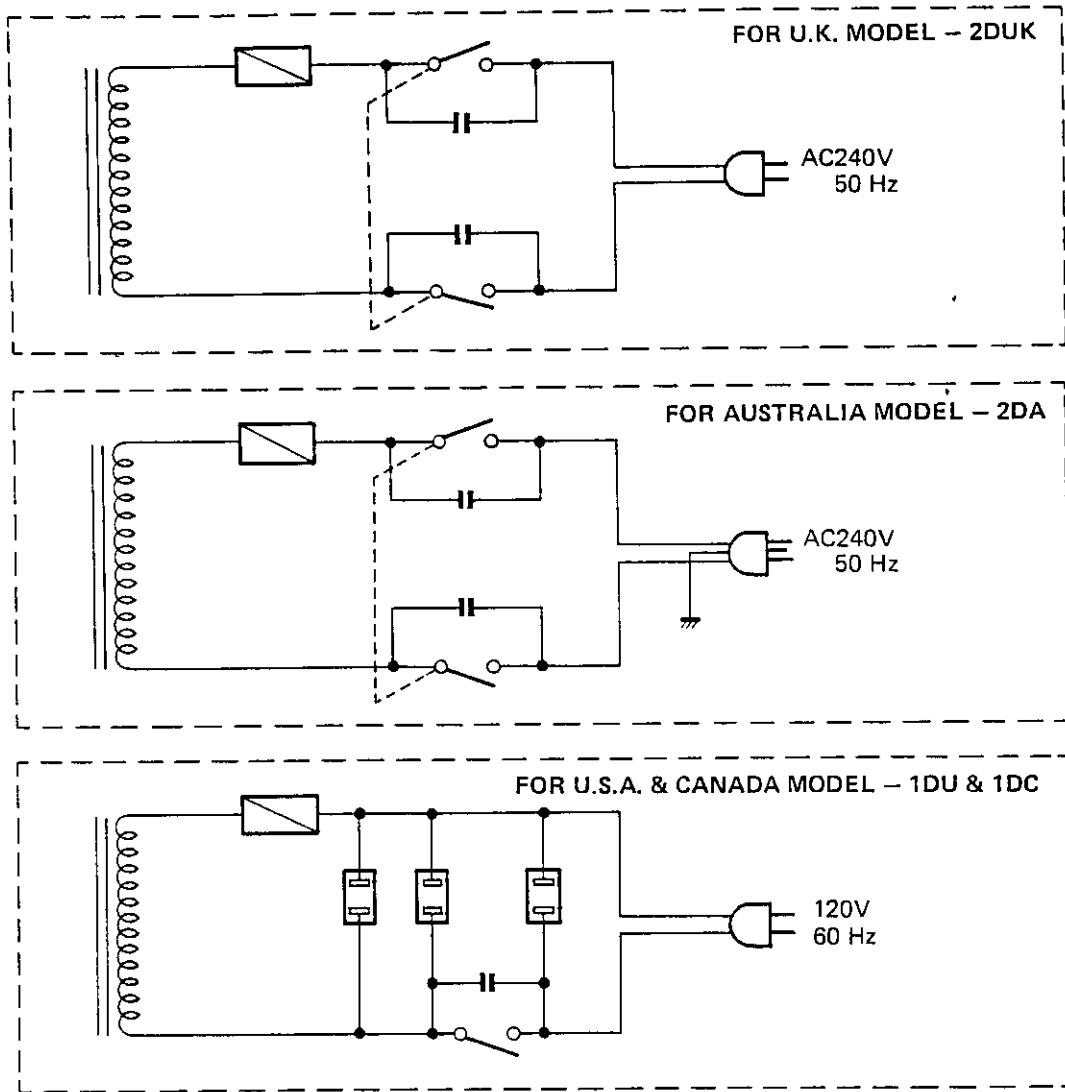 FOR U.K. MODEL – 2DUK
AC240V
50 Hz
FOR AUSTRALIA MODEL – 2DA
AC240V
50 Hz
FOR U.S.A. & CANADA MODEL – 1DU & 1DC
120V
60 Hz